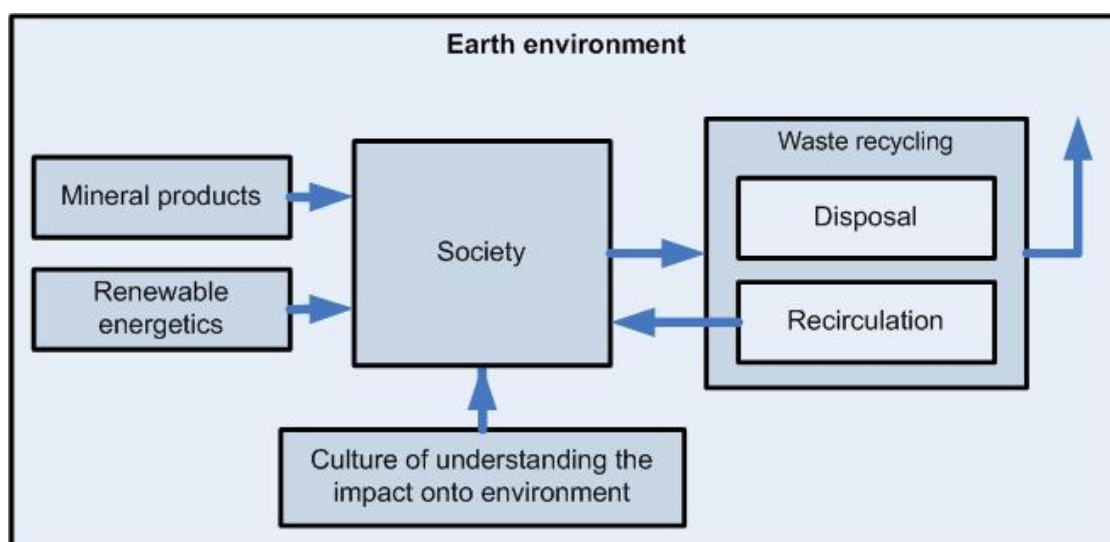 Earth environment
Mineral products
Renewable
energetics
Society
Waste recycling
Disposal
Recirculation
Culture of understanding the
impact onto environment